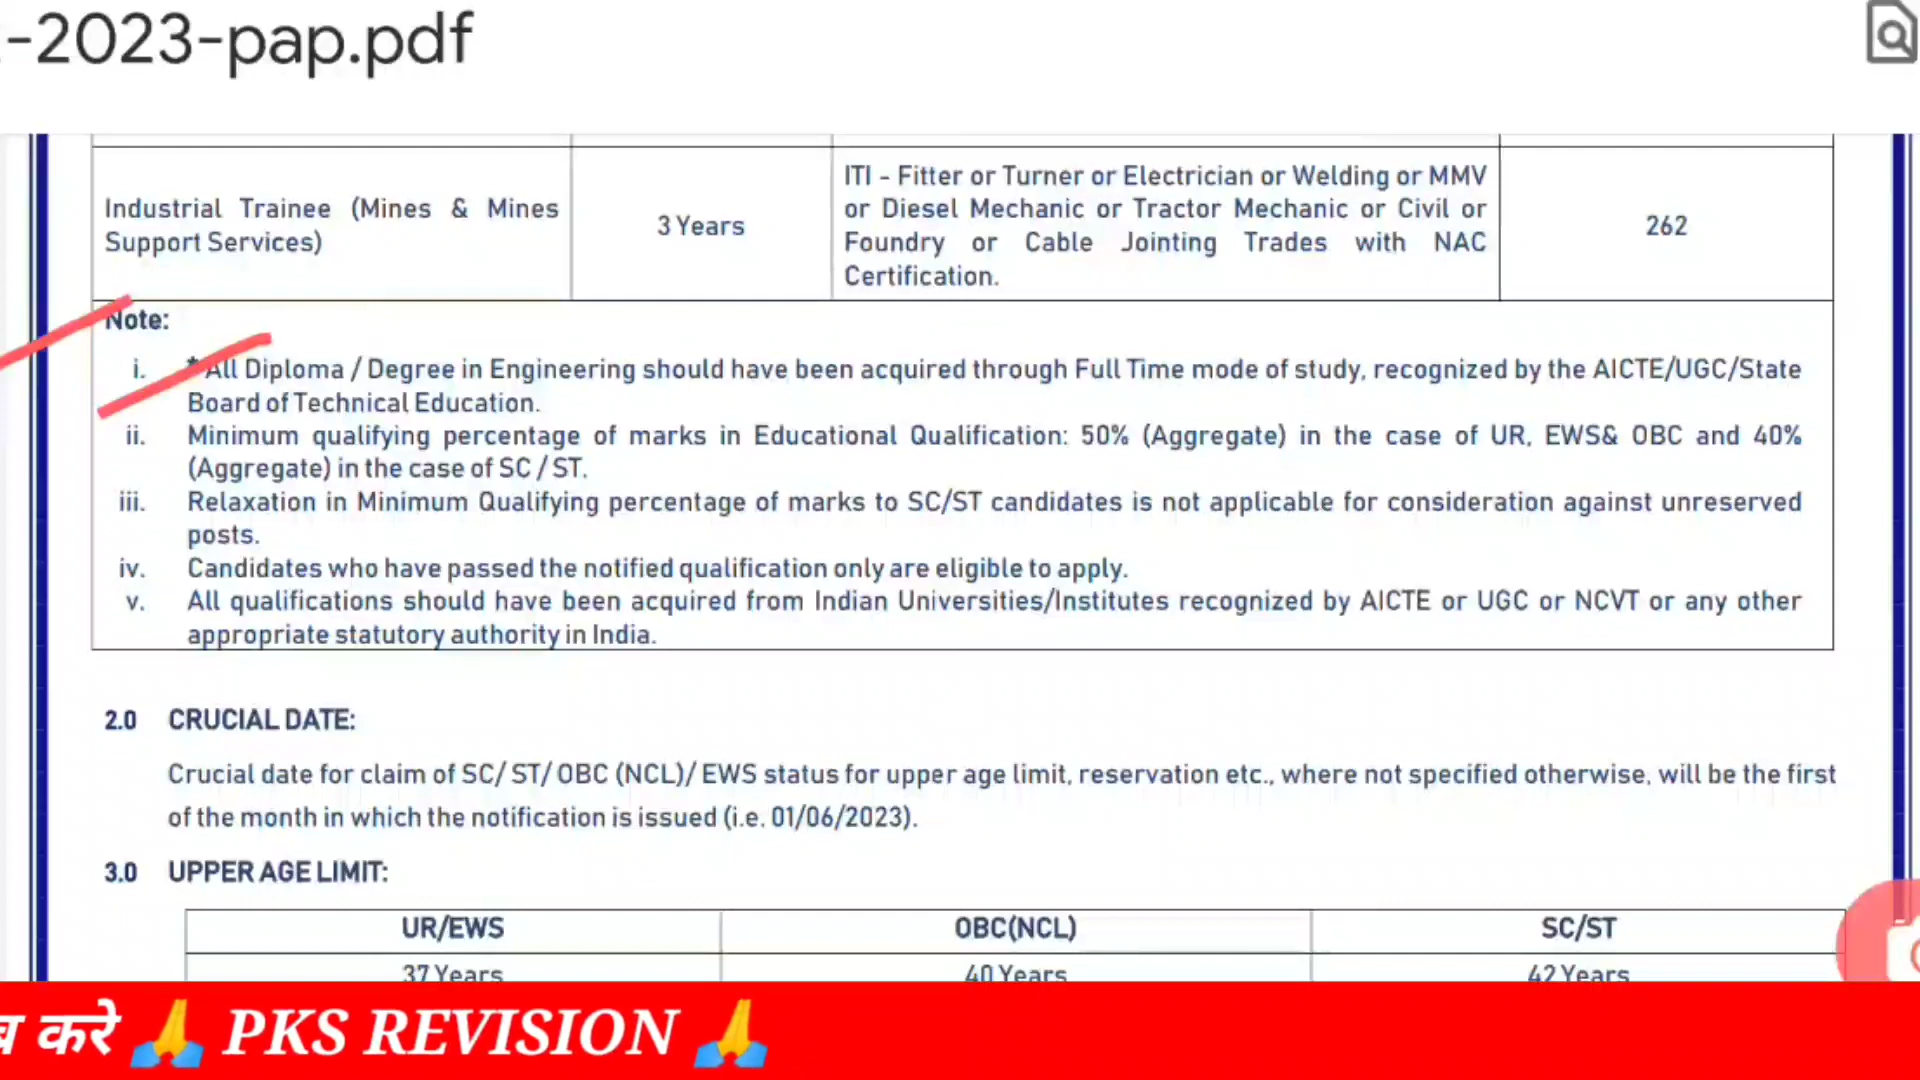 -2023-pap.pdf
Industrial Trainee (Mines & Mines
Support Services)
3 Years
ITI - Fitter or Turner or Electrician or Welding or MMV
or Diesel Mechanic or Tractor Mechanic or Civil or
Foundry or Cable Jointing Trades with NAC
Certification.
262
Note:
i. *All Diploma / Degree in Engineering should have been acquired through Full Time mode of study, recognized by the AICTE/UGC/State
Board of Technical Education.
ii. Minimum qualifying percentage of marks in Educational Qualification: 50% (Aggregate) in the case of UR, EWS& OBC and 40%
(Aggregate) in the case of SC / ST.
iii. Relaxation in Minimum Qualifying percentage of marks to SC/ST candidates is not applicable for consideration against unreserved
posts.
iv. Candidates who have passed the notified qualification only are eligible to apply.
v. All qualifications should have been acquired from Indian Universities/Institutes recognized by AICTE or UGC or NCVT or any other
appropriate statutory authority in India.
2.0 CRUCIAL DATE:
Crucial date for claim of SC/ ST/ OBC (NCL)/ EWS status for upper age limit, reservation etc., where not specified otherwise, will be the first
of the month in which the notification is issued (i.e. 01/06/2023).
3.0 UPPER AGE LIMIT:
UR/EWS OBC(NCL) SC/ST
37 Years 40 Years 42 Years
करे 🙏 PKS REVISION 🙏